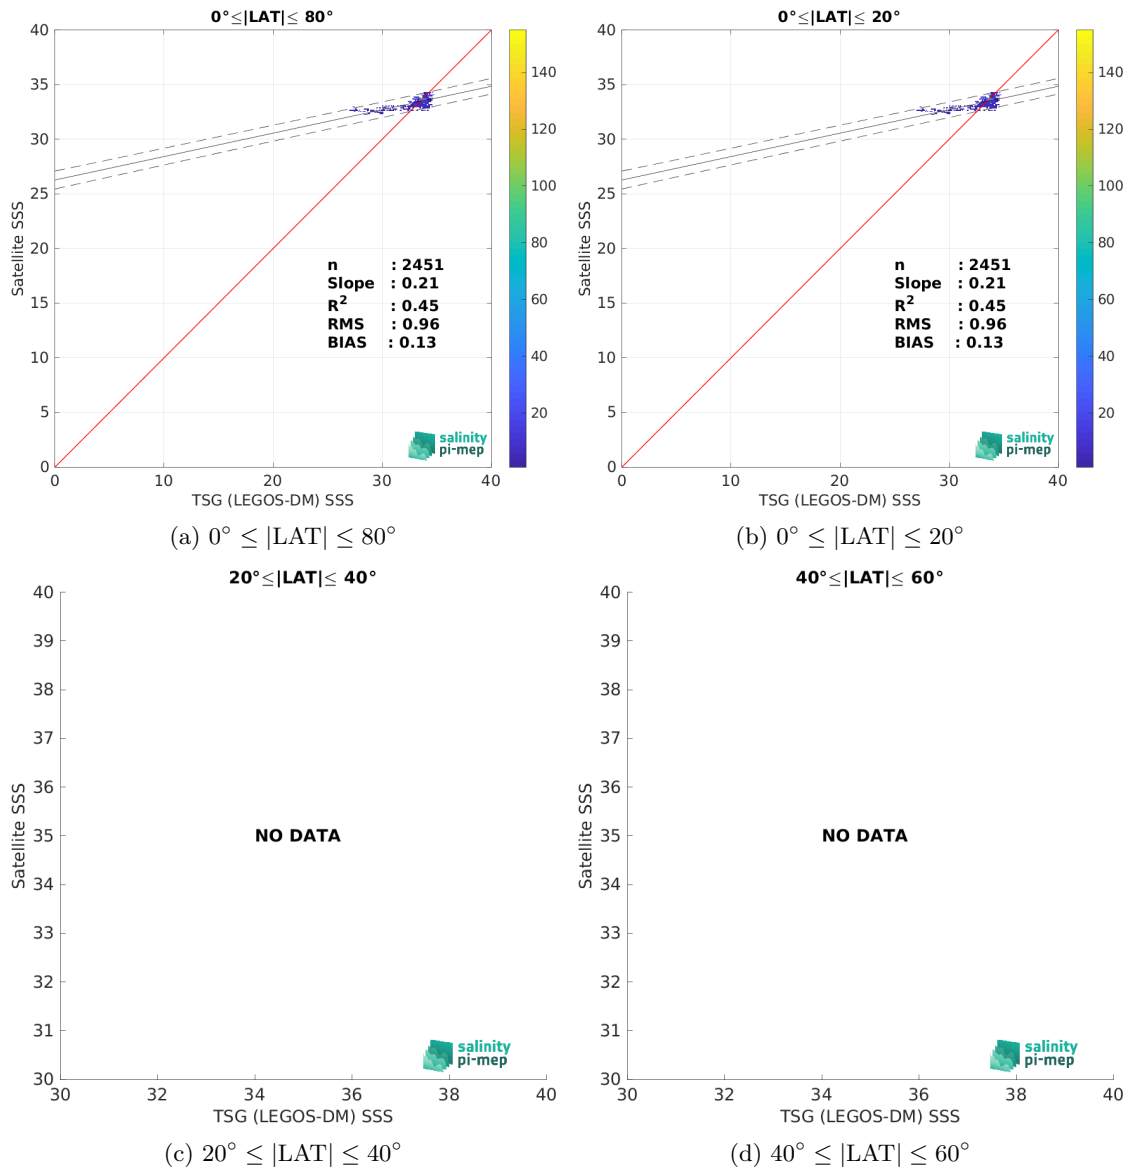 0°≤|LAT|≤ 80°
40
35
30
25
20
15
10
5
0
Satellite SSS
n : 2451
Slope : 0.21
R² : 0.45
RMS : 0.96
BIAS : 0.13
salinity
pi-mep
0 10 20 30 40
TSG (LEGOS-DM) SSS
140
120
100
80
60
40
20
(a) 0° ≤ |LAT| ≤ 80°
0°≤|LAT|≤ 20°
40
35
30
25
20
15
10
5
0
Satellite SSS
n : 2451
Slope : 0.21
R² : 0.45
RMS : 0.96
BIAS : 0.13
salinity
pi-mep
0 10 20 30 40
TSG (LEGOS-DM) SSS
140
120
100
80
60
40
20
(b) 0° ≤ |LAT| ≤ 20°
20°≤|LAT|≤ 40°
40
39
38
37
36
35
34
33
32
31
30
Satellite SSS
NO DATA
salinity
pi-mep
30 32 34 36 38 40
TSG (LEGOS-DM) SSS
(c) 20° ≤ |LAT| ≤ 40°
40°≤|LAT|≤ 60°
40
39
38
37
36
35
34
33
32
31
30
Satellite SSS
NO DATA
salinity
pi-mep
30 32 34 36 38 40
TSG (LEGOS-DM) SSS
(d) 40° ≤ |LAT| ≤ 60°